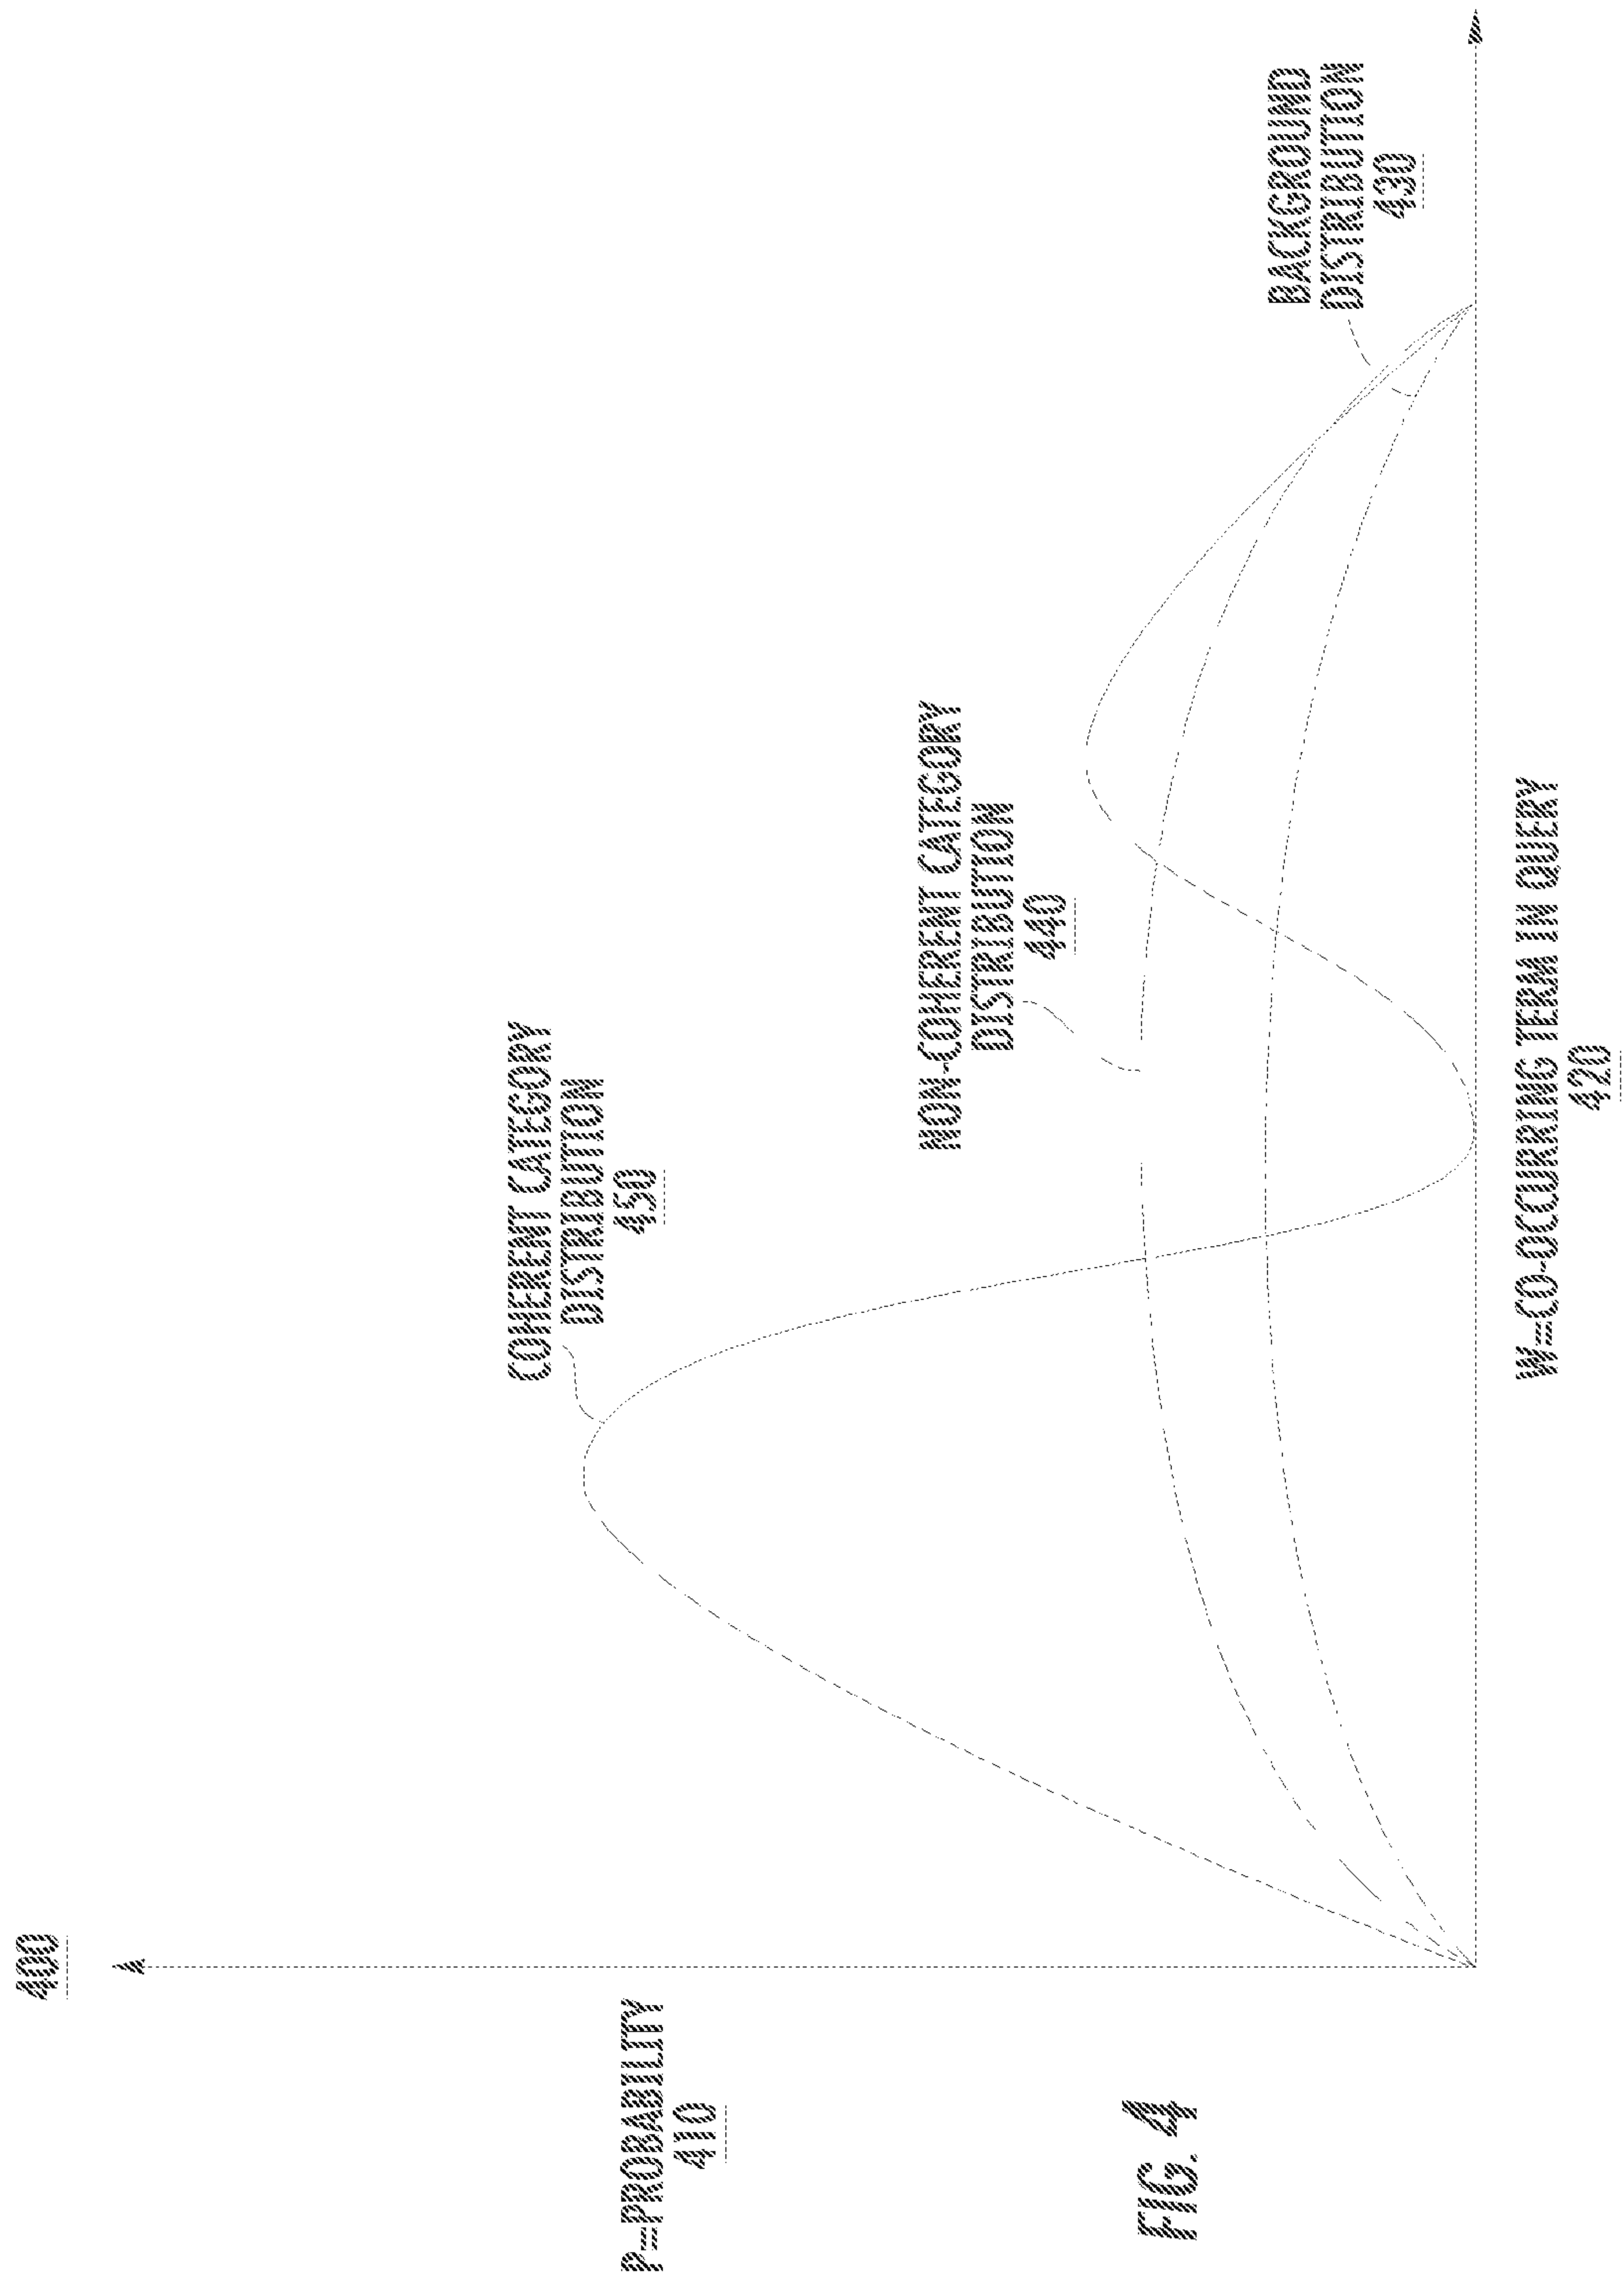 400
P=PROBABILITY
410
COHERENT CATEGORY
DISTRIBUTION
450
NON-COHERENT CATEGORY
DISTRIBUTION
440
BACKGROUND
DISTRIBUTION
430
W=CO-OCCURRING TERM IN QUERY
420
FIG. 4